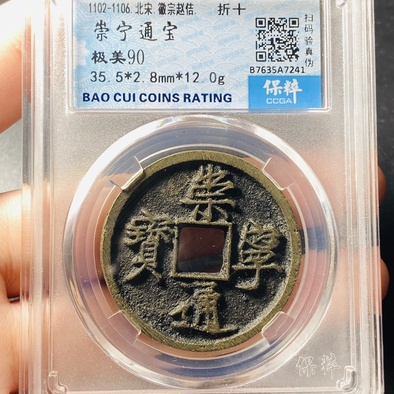 1102-1106. 北宋. 徽宗赵佶. 折十
崇宁通宝
极美90
35.5*2.8mm*12.0g
BAO CUI COINS RATING
扫码验真伪
B7635A7241
保粹
CCGA
崇
寶 寧
通
保粹